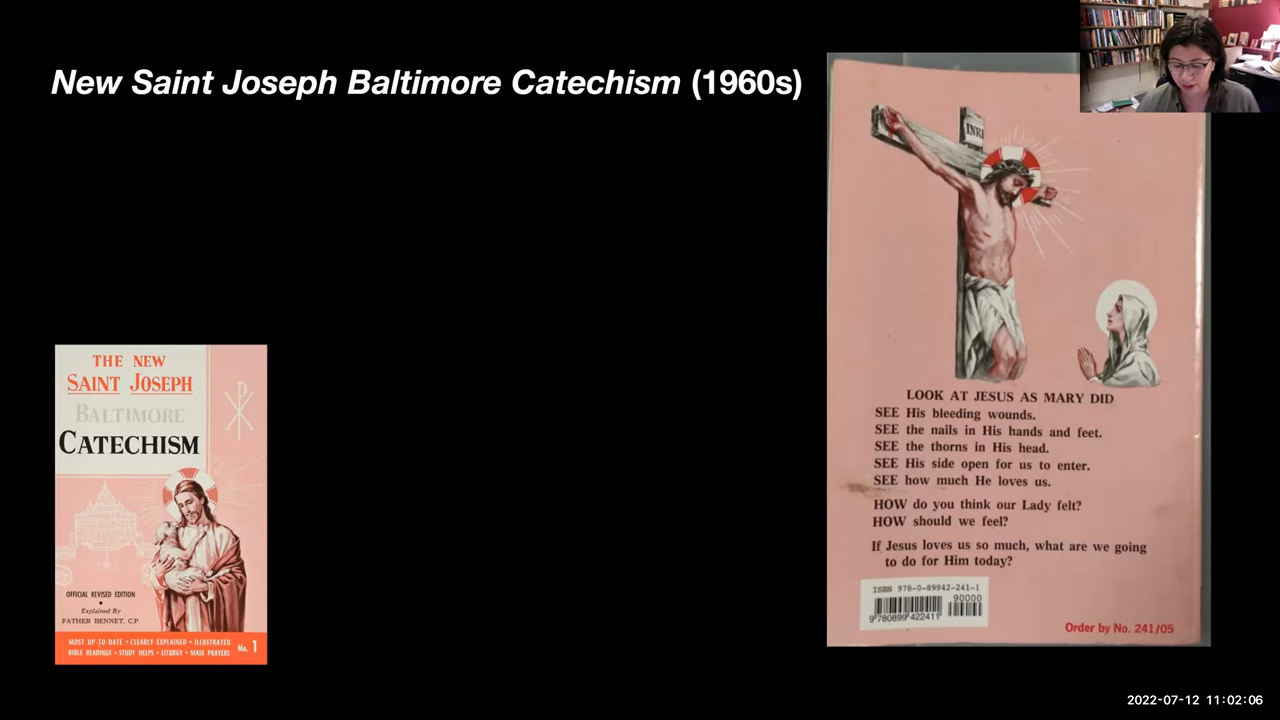 New Saint Joseph Baltimore Catechism (1960s)
THE NEW
SAINT JOSEPH
BALTIMORE
CATECHISM
OFFICIAL REVISED EDITION
Explained By
FATHER BENNET, C.P.
MOST UP-TO-DATE • CLEARLY EXPLAINED • ILLUSTRATED
BIBLE READINGS • STUDY HELPS • LITURGY • MASS PRAYERS
No. 1
INRI
LOOK AT JESUS AS MARY DID
SEE His bleeding wounds.
SEE the nails in His hands and feet.
SEE the thorns in His head.
SEE His side open for us to enter.
SEE how much He loves us.
HOW do you think our Lady felt?
HOW should we feel?
If Jesus loves us so much, what are we going
to do for Him today?
ISBN 978-0-89942-241-1
90000
9 780899 422411
Order by No. 241/05
2022-07-12 11:02:06